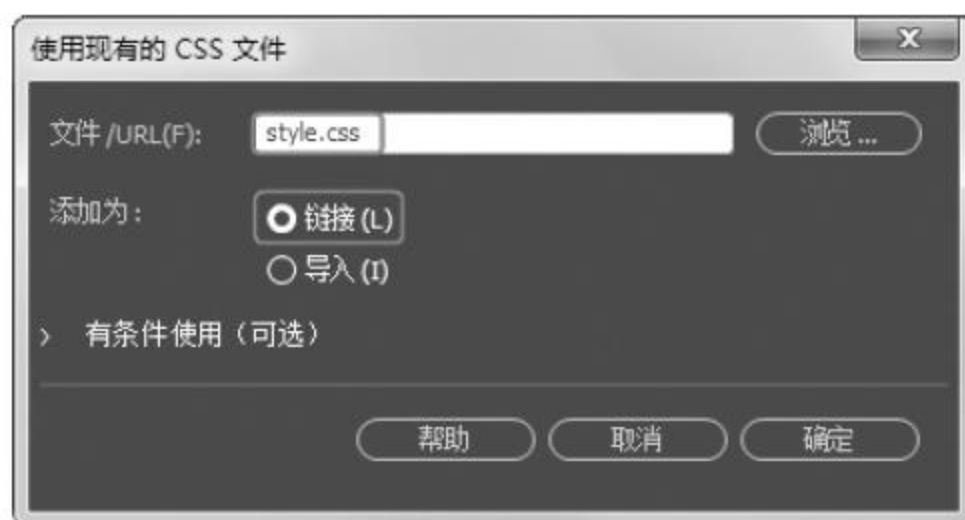 使用现有的 CSS 文件
X
文件 /URL(F): style.css 浏览 ...
添加为: 链接 (L)
导入 (I)
> 有条件使用（可选）
帮助 取消 确定